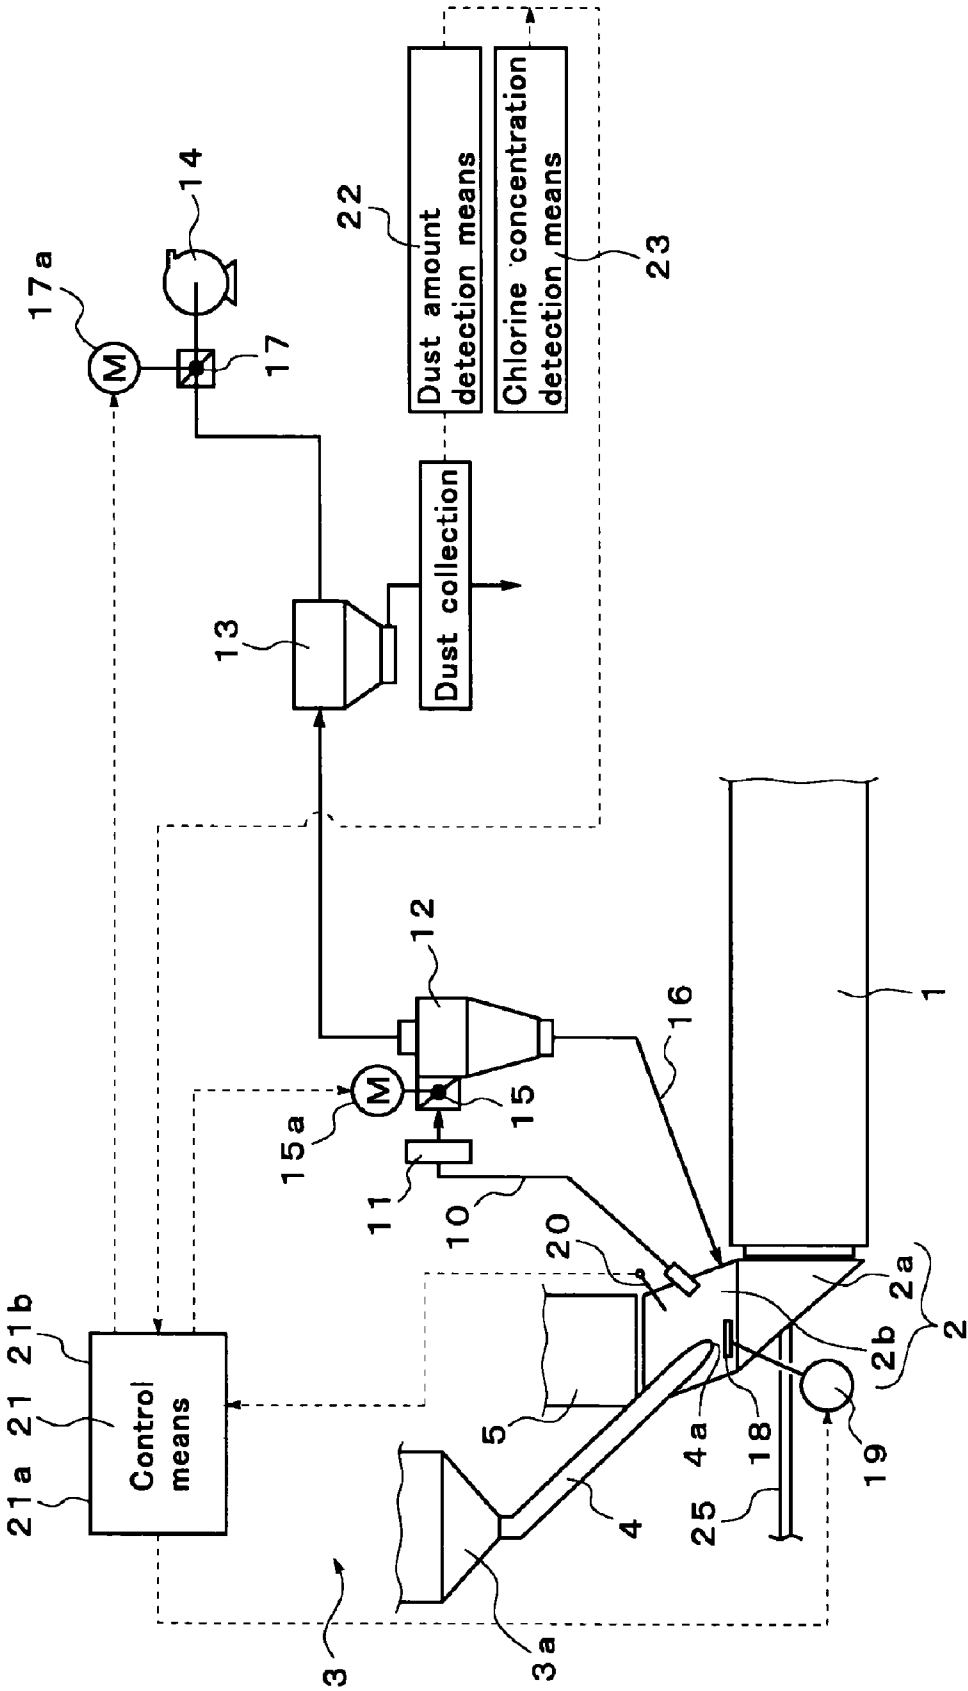 21a 21 21b
17a
M
Control
means
14
13
17
15a
3
22
M
11
12
Dust collection
Dust amount
detection means
10
5
15
Chlorine concentration
detection means
3a
20
4
23
16
25
4a
18
19
2b
2a
1
2